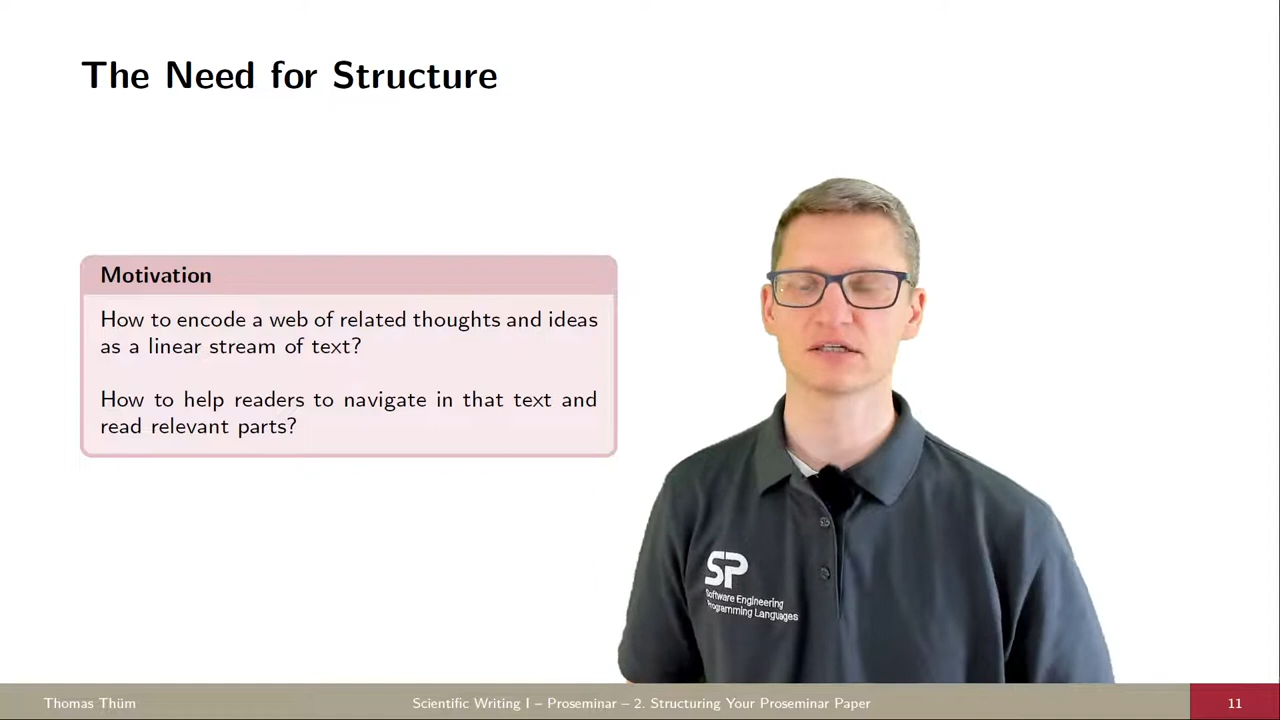 The Need for Structure
Motivation
How to encode a web of related thoughts and ideas
as a linear stream of text?
How to help readers to navigate in that text and
read relevant parts?
SP
Software Engineering
Programming Languages
Thomas Thüm
Scientific Writing I – Proseminar – 2. Structuring Your Proseminar Paper
11